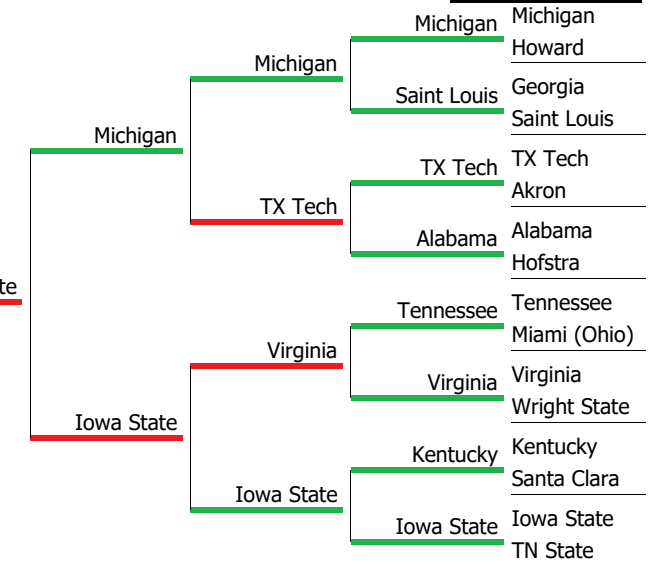 Michigan
Howard
Georgia
Saint Louis
TX Tech
Akron
Alabama
Hofstra
Tennessee
Miami (Ohio)
Virginia
Wright State
Kentucky
Santa Clara
Iowa State
TN State
Michigan
Saint Louis
TX Tech
Alabama
Tennessee
Virginia
Kentucky
Iowa State
Michigan
TX Tech
Virginia
Iowa State
Michigan
Iowa State
te